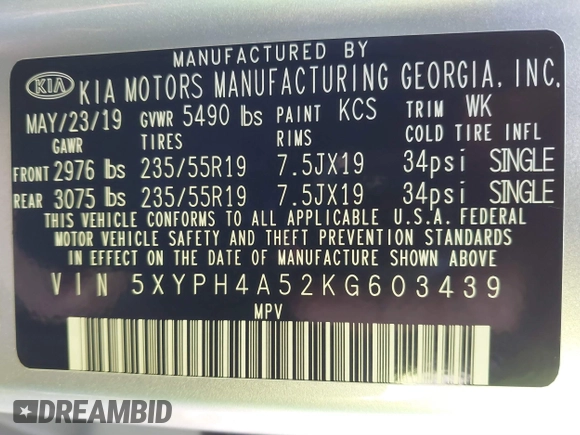 MANUFACTURED BY
KIA KIA MOTORS MANUFACTURING GEORGIA, INC.
MAY/23/19 GVWR 5490 lbs PAINT KCS TRIM WK
GAWR TIRES RIMS COLD TIRE INFL
FRONT 2976 lbs 235/55R19 7.5JX19 34psi SINGLE
REAR 3075 lbs 235/55R19 7.5JX19 34psi SINGLE
THIS VEHICLE CONFORMS TO ALL APPLICABLE U.S.A. FEDERAL
MOTOR VEHICLE SAFETY AND THEFT PREVENTION STANDARDS
IN EFFECT ON THE DATE OF MANUFACTURE SHOWN ABOVE.
VIN 5XYPH4A52KG603439
MPV
DREAMBID